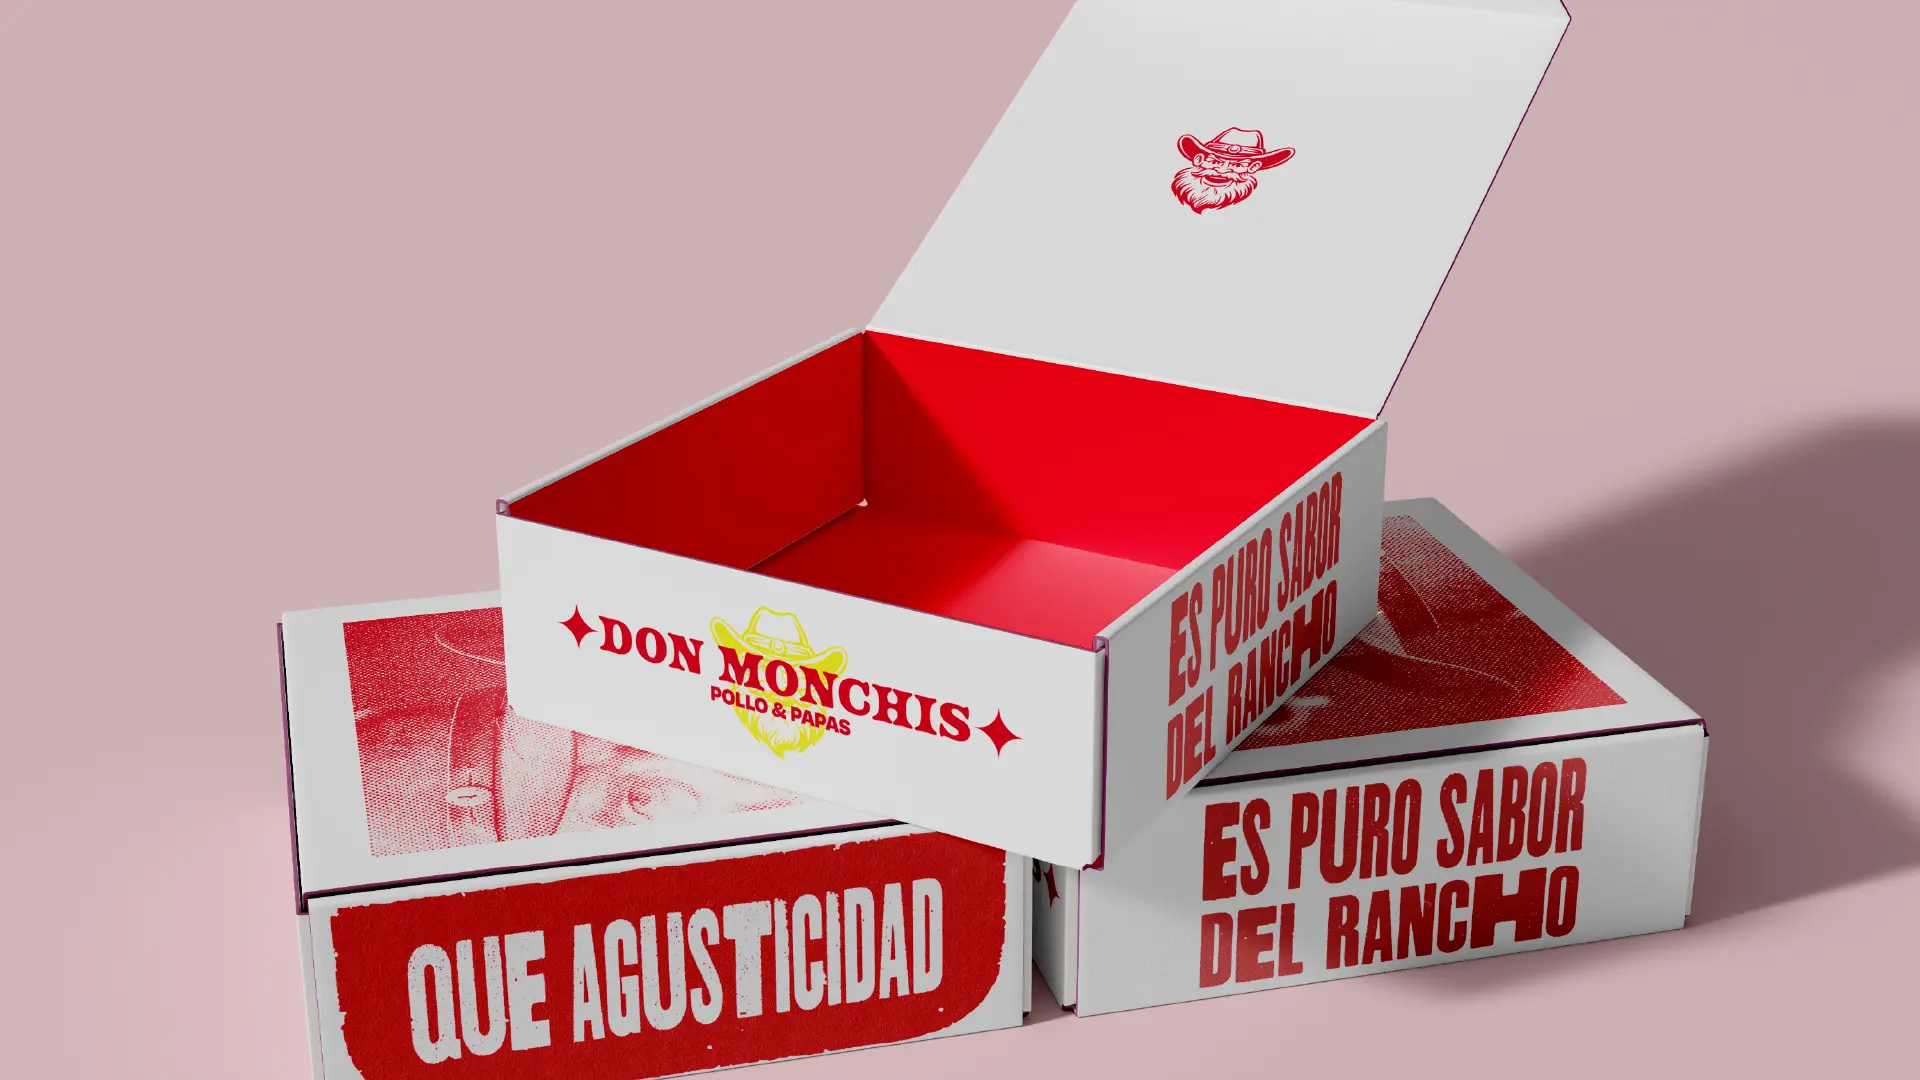 DON MONCHIS
POLLO & PAPAS
ES PURO SABOR
DEL RANCHO
QUE AGUSTICIDAD
ES PURO SABOR
DEL RANCHO